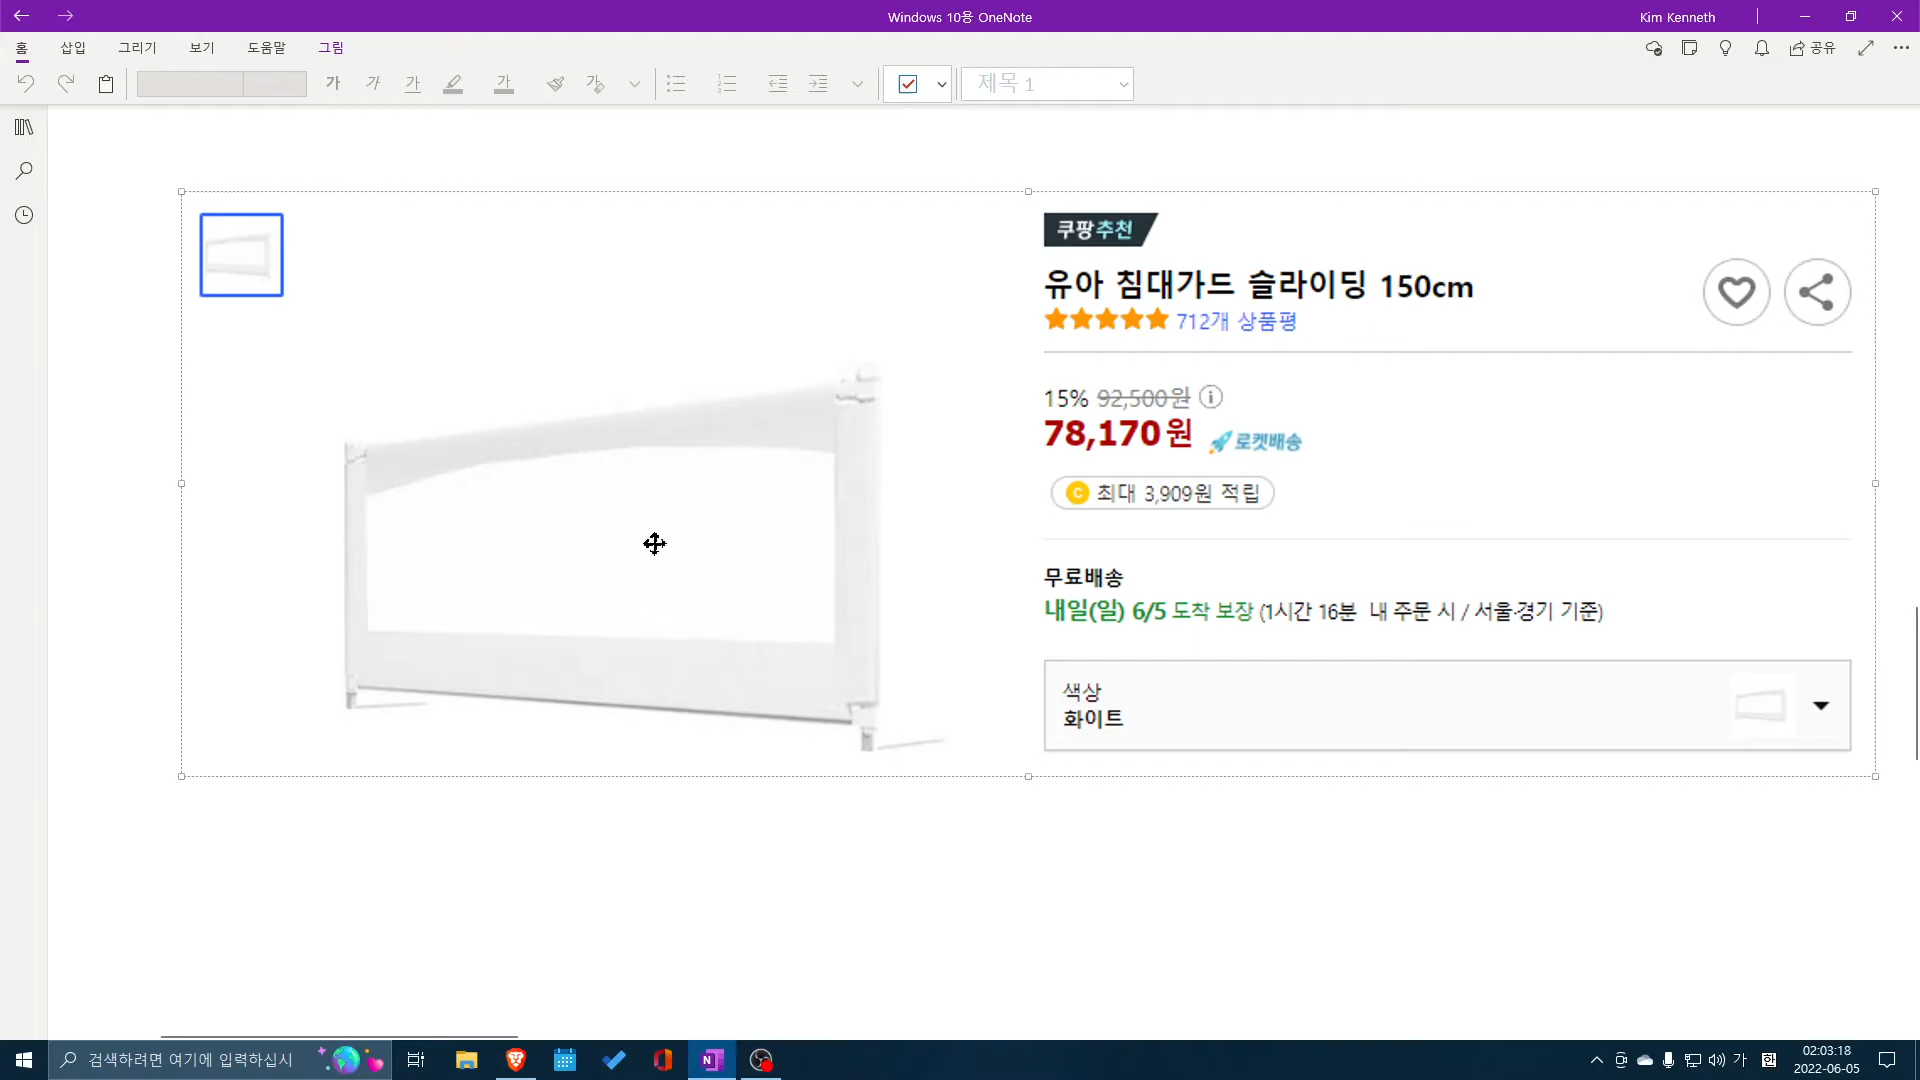 Windows 10용 OneNote
Kim Kenneth
홈 삽입 그리기 보기 도움말 그림
공유
가 가 가 가 가
제목 1
쿠팡추천
유아 침대가드 슬라이딩 150cm
712개 상품평
15% 92,500원
78,170원 로켓배송
C 최대 3,909원 적립
무료배송
내일(일) 6/5 도착 보장 (1시간 16분 내 주문 시 / 서울·경기 기준)
색상
화이트
검색하려면 여기에 입력하십시
가 한
02:03:18
2022-06-05